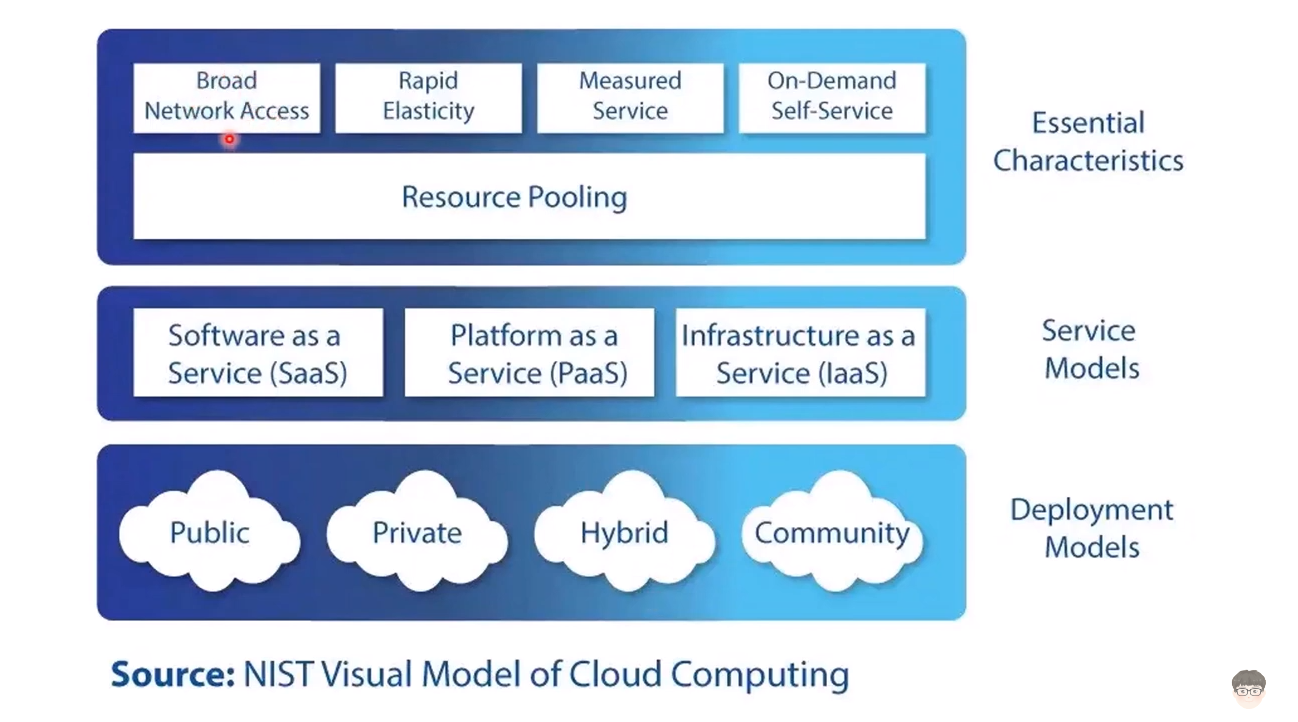 Broad
Network Access
Rapid
Elasticity
Measured
Service
On-Demand
Self-Service
Essential
Characteristics
Resource Pooling
Software as a
Service (SaaS)
Platform as a
Service (PaaS)
Infrastructure as a
Service (IaaS)
Service
Models
Public
Private
Hybrid
Community
Deployment
Models
Source: NIST Visual Model of Cloud Computing